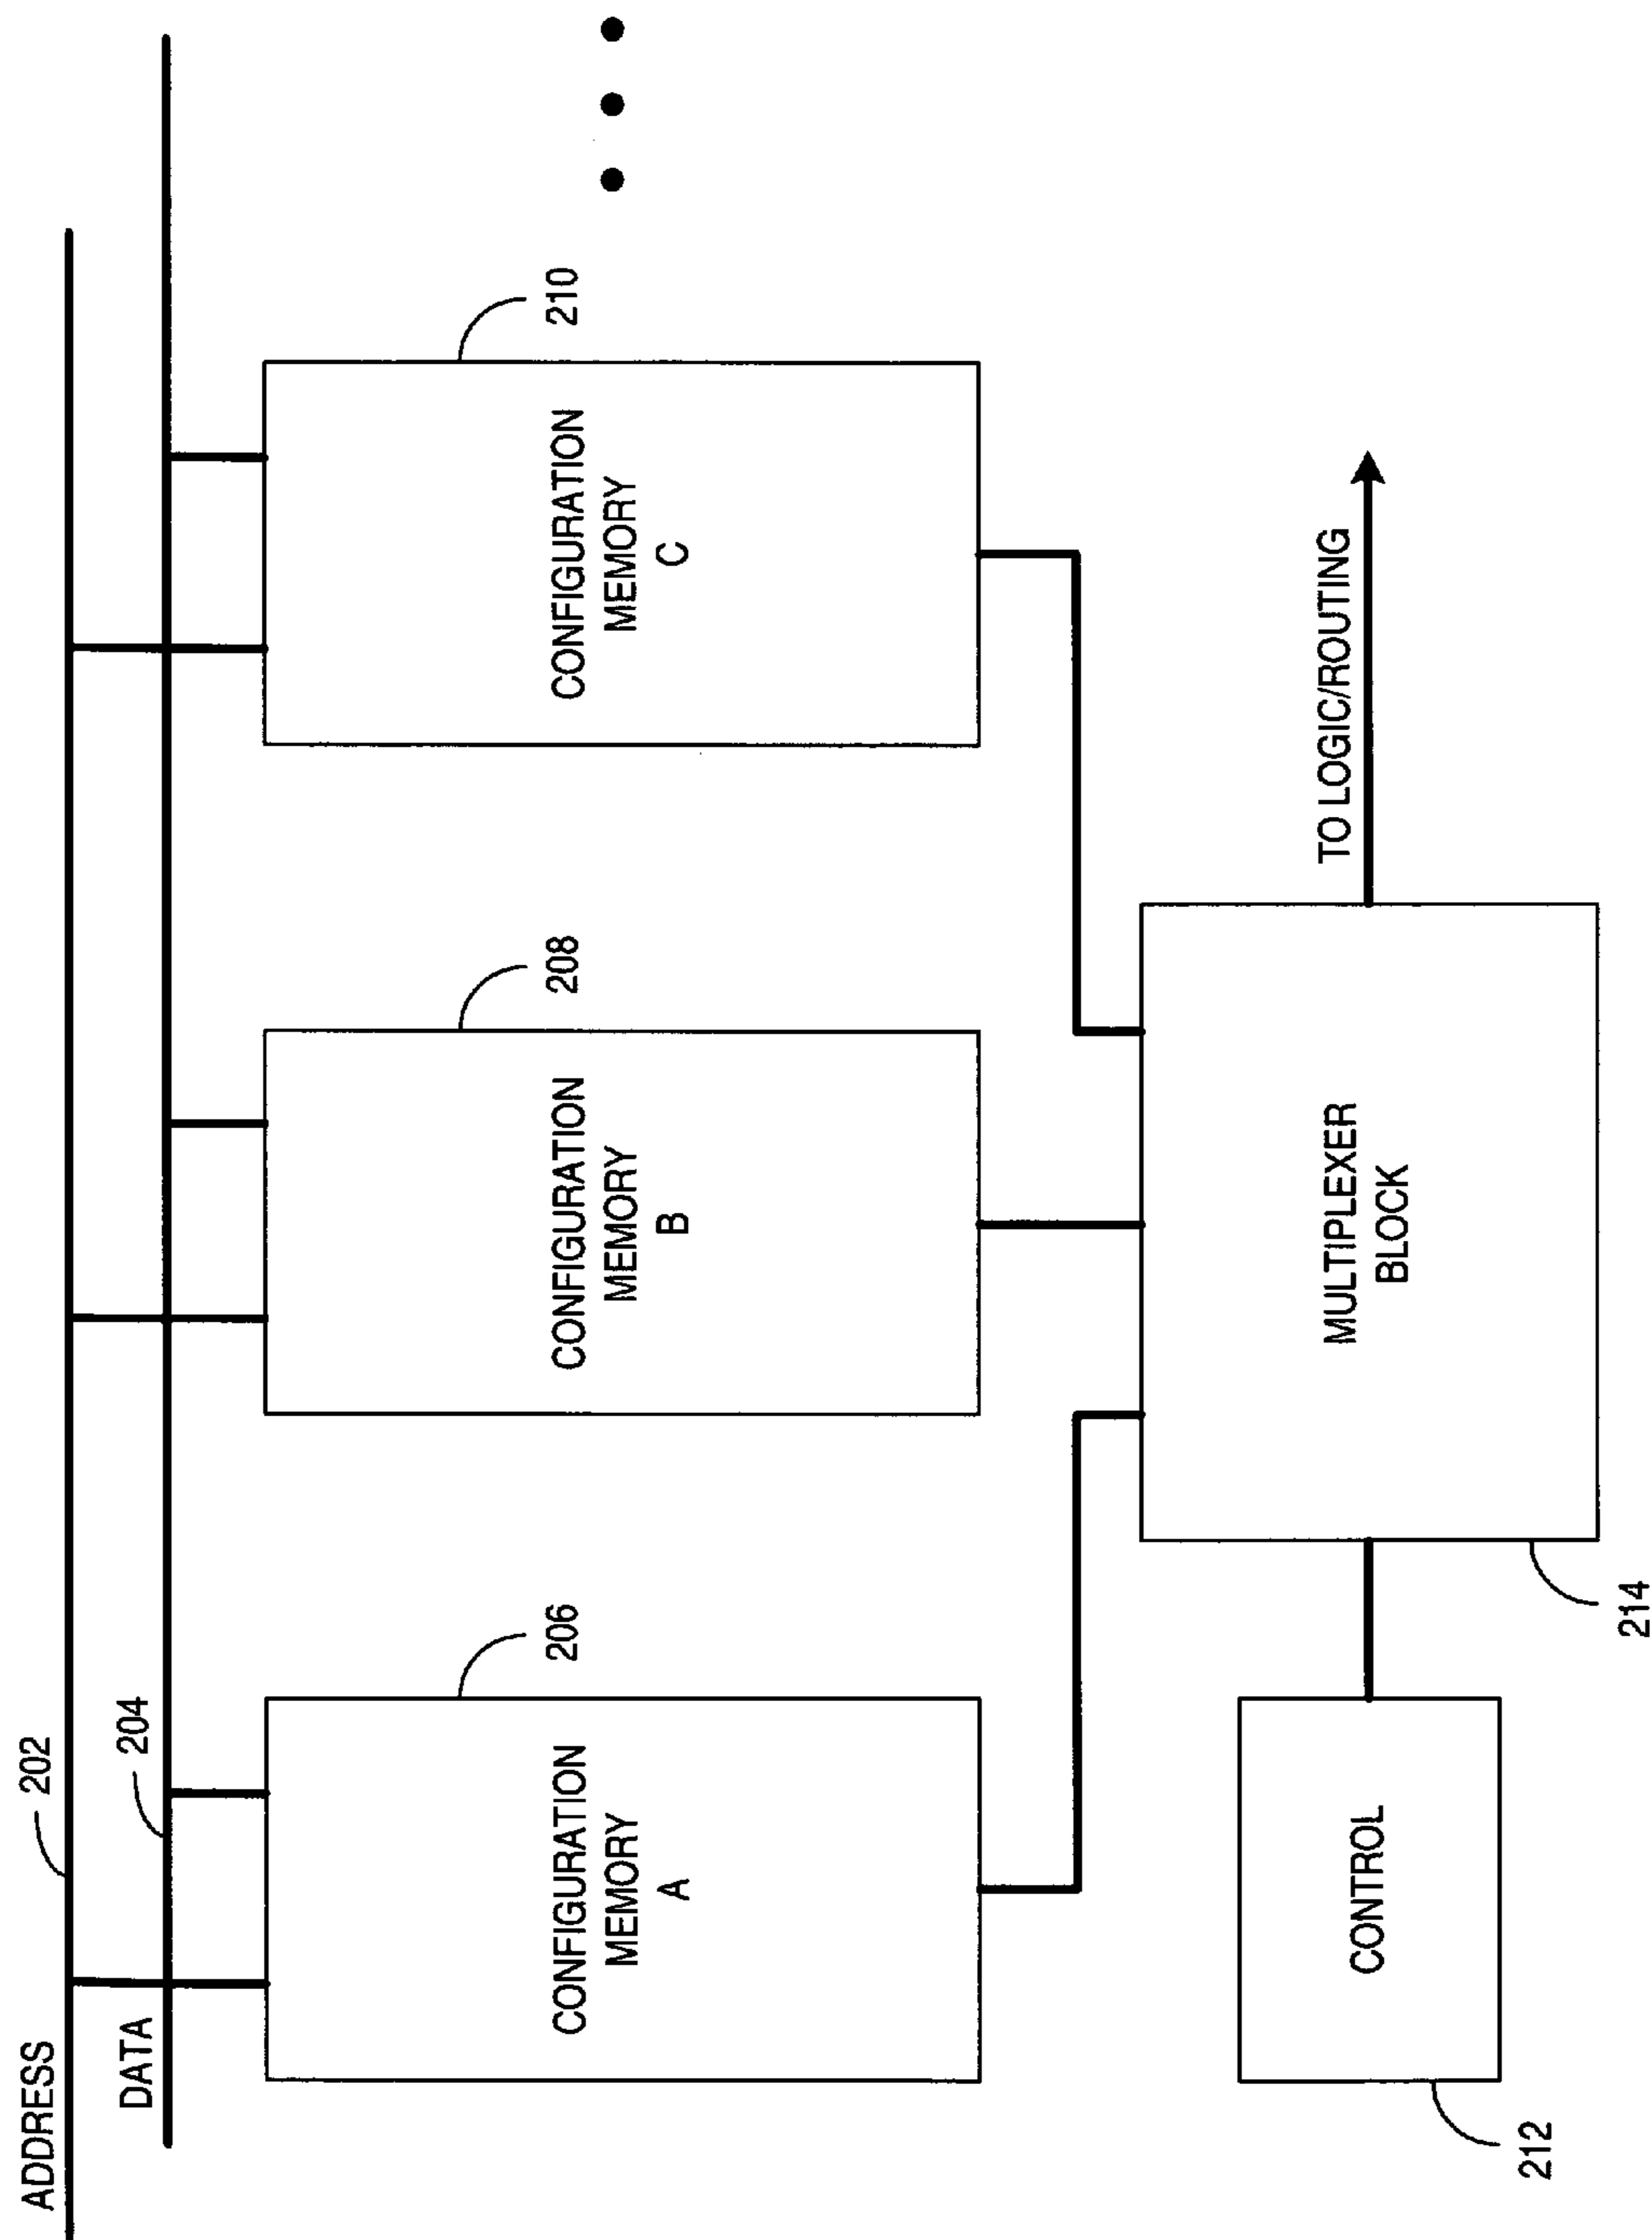 ADDRESS
202
DATA
204
CONFIGURATION
MEMORY
A
206
CONFIGURATION
MEMORY
B
208
CONFIGURATION
MEMORY
C
210
CONTROL
212
MULTIPLEXER
BLOCK
214
TO LOGIC/ROUTING